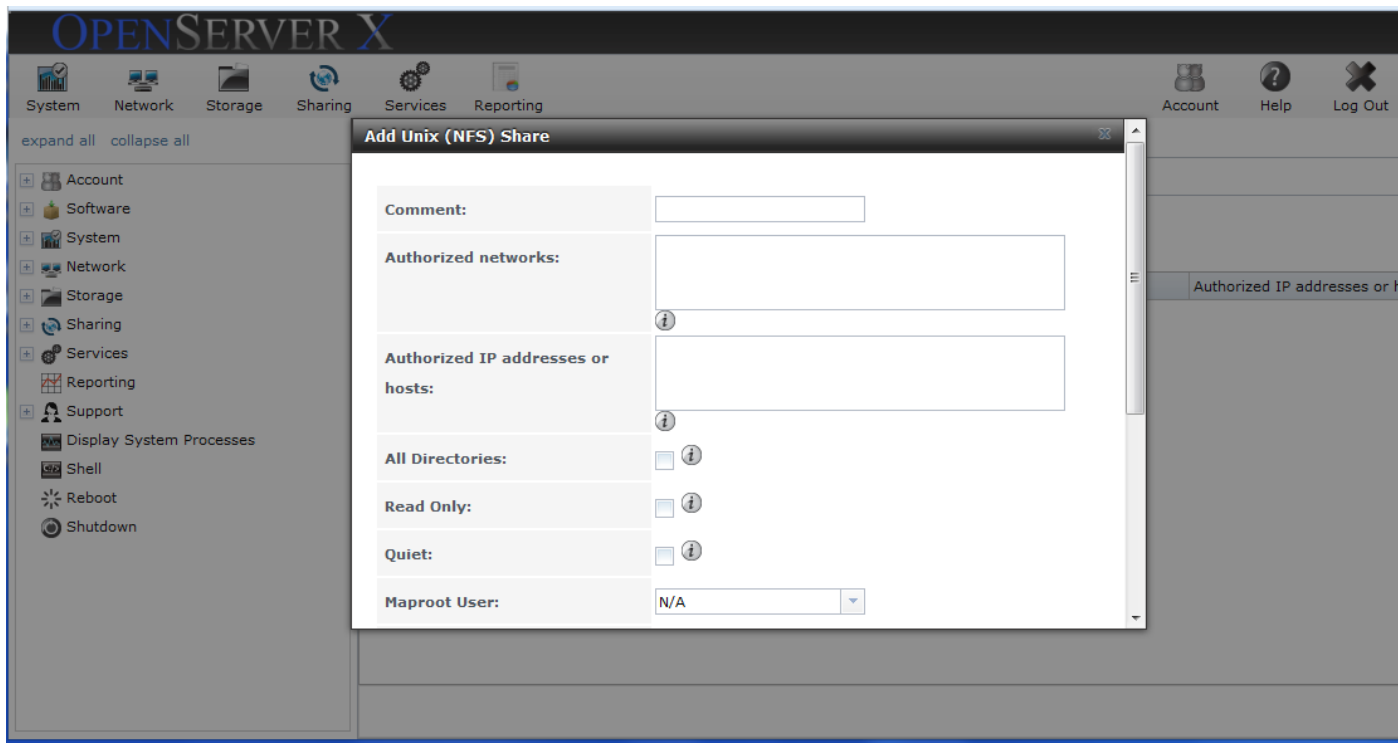 OPENSERVER X
System Network Storage Sharing Services Reporting Account Help Log Out
expand all collapse all
Account
Software
System
Network
Storage
Sharing
Services
Reporting
Support
Display System Processes
Shell
Reboot
Shutdown
Add Unix (NFS) Share
Comment:
Authorized networks:
Authorized IP addresses or
hosts:
All Directories:
Read Only:
Quiet:
Maproot User: N/A
Authorized IP addresses or